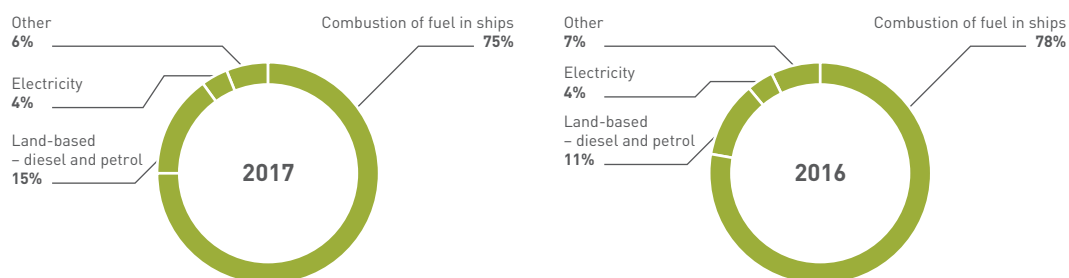 Other
6%
Combustion of fuel in ships
75%
Electricity
4%
Land-based
– diesel and petrol
15%
2017
Other
7%
Combustion of fuel in ships
78%
Electricity
4%
Land-based
– diesel and petrol
11%
2016